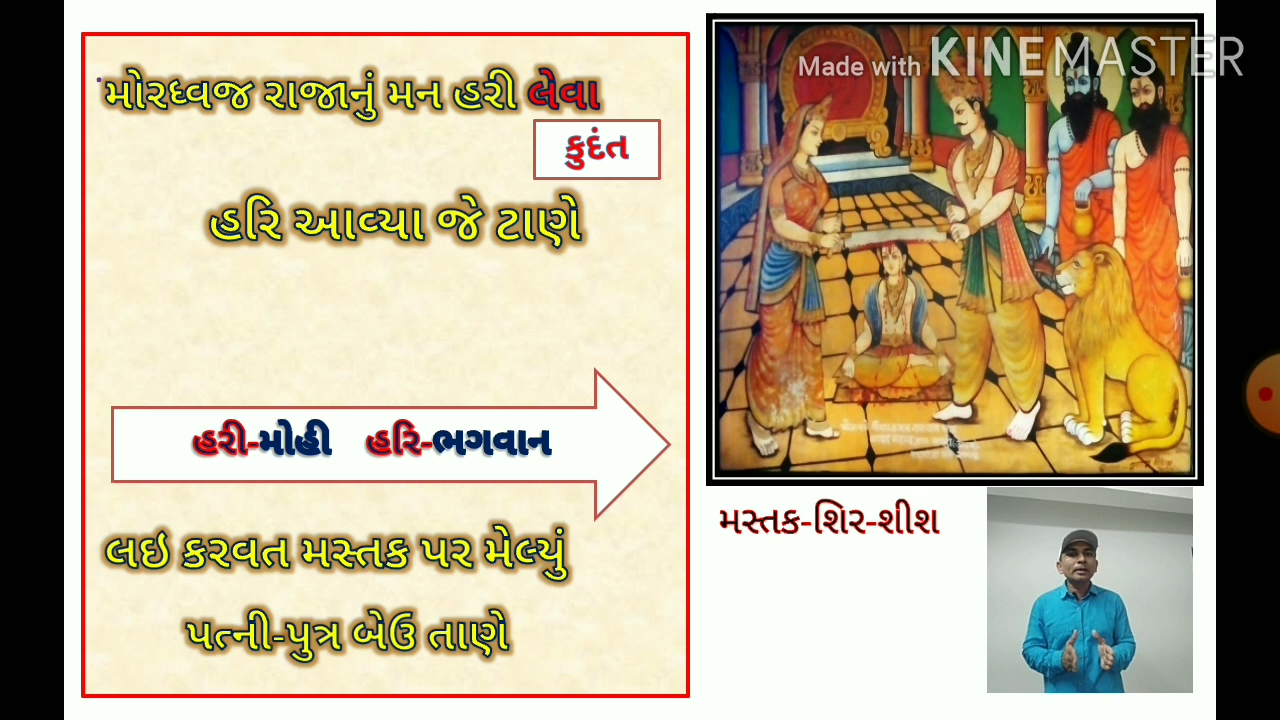 મોરધ્વજ રાજાનું મન હરી લેવા
કુદંત
હરિ આવ્યા જે ટાણે
હરી-મોહી હરિ-ભગવાન
લઇ કરવત મસ્તક પર મેલ્યું
પત્ની-પુત્ર બેઉ તાણે
Made with KINEMASTER
મસ્તક-શિર-શીશ